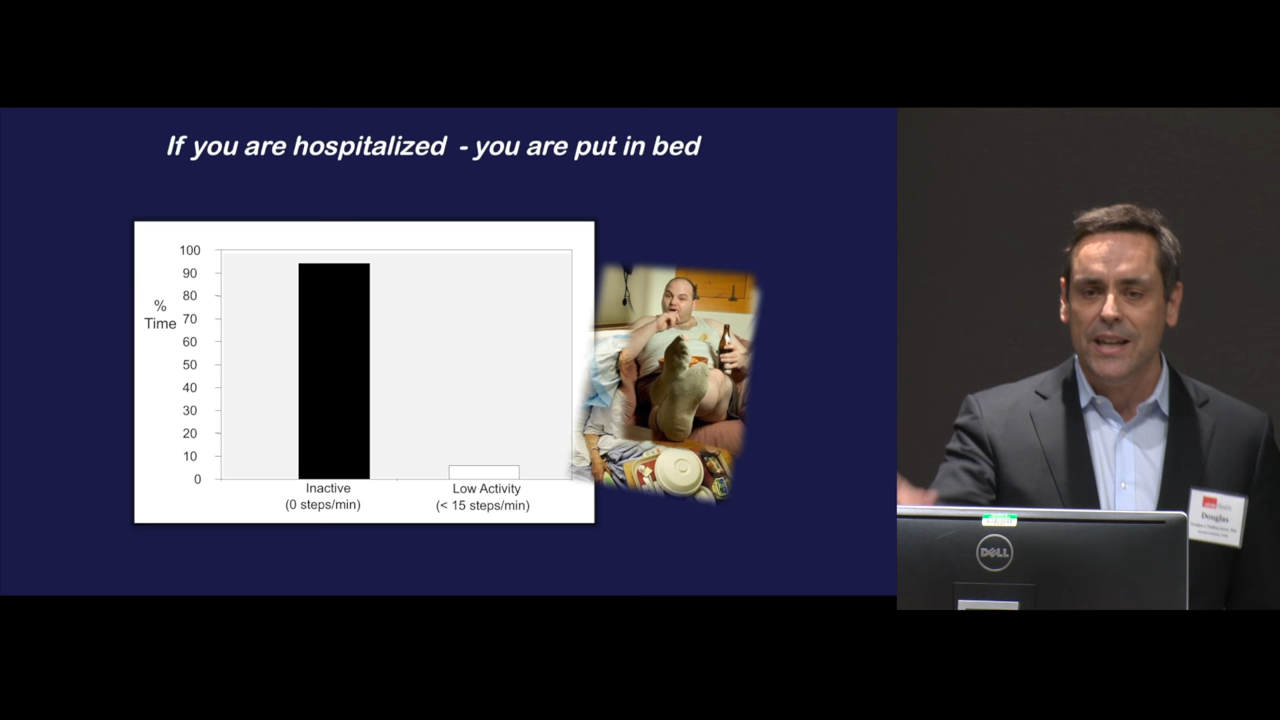 If you are hospitalized - you are put in bed
100
90
80
70
60
50
40
30
20
10
0
%
Time
Inactive
(0 steps/min)
Low Activity
(< 15 steps/min)
DELL
Douglas